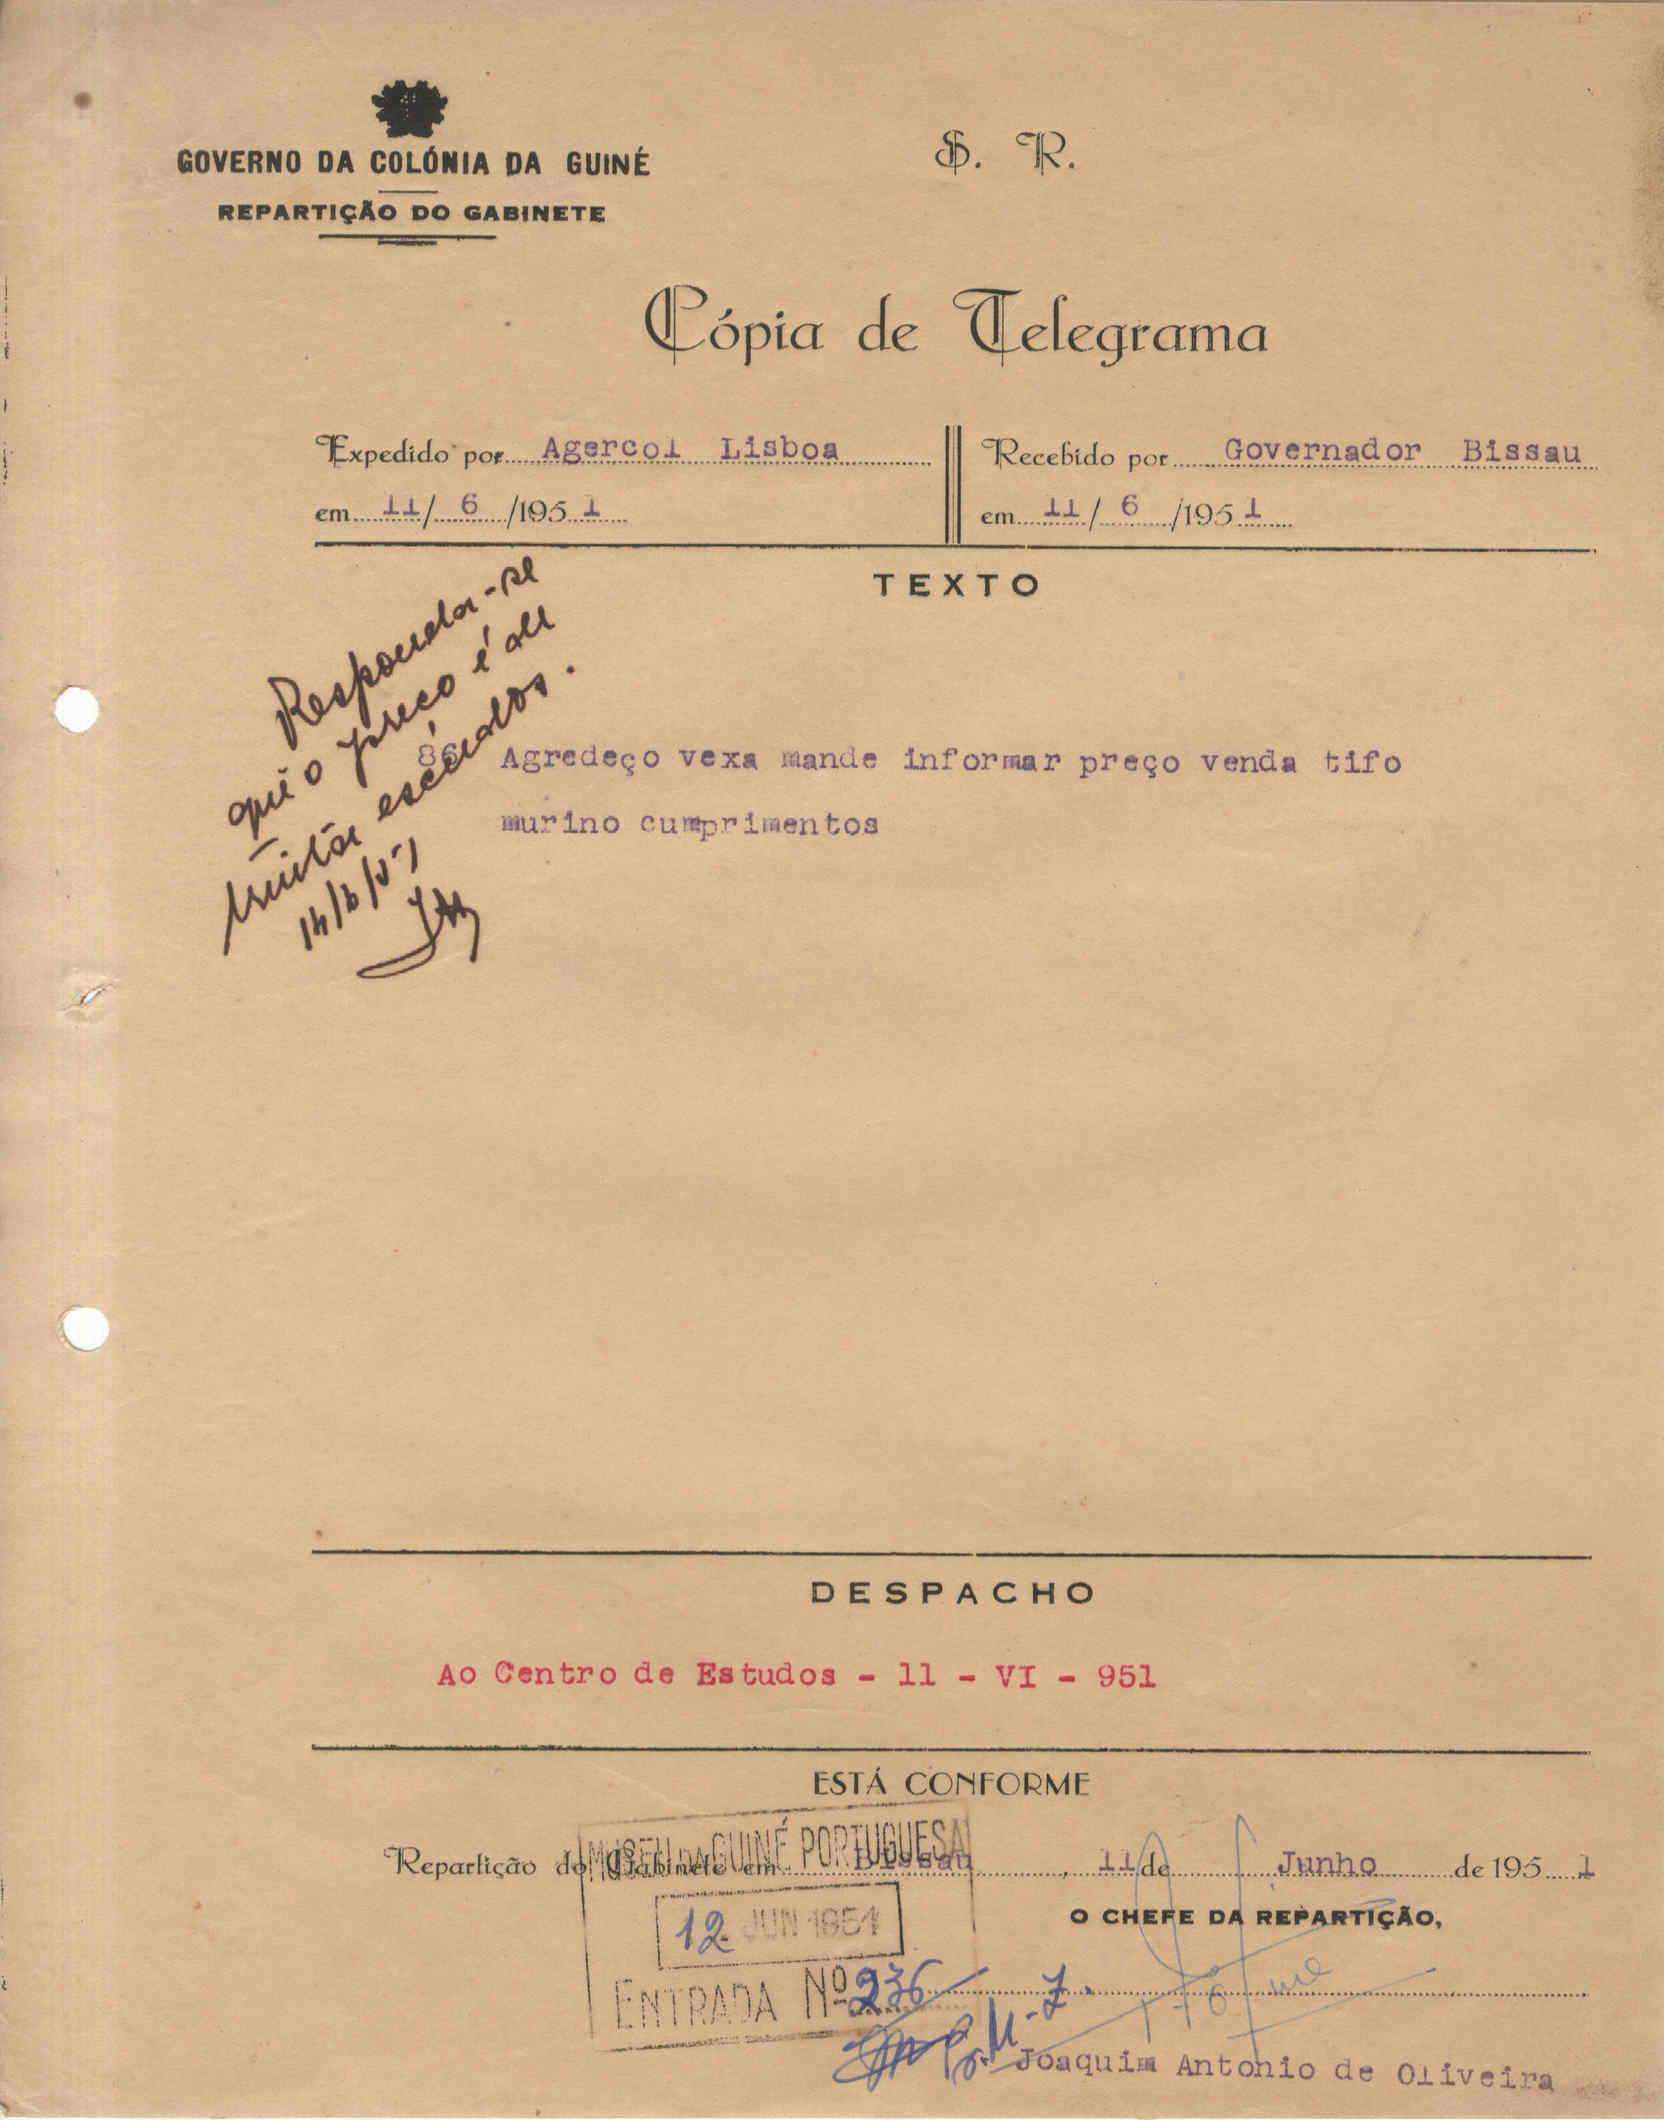 GOVERNO DA COLÓNIA DA GUINÉ
REPARTIÇÃO DO GABINETE
S. R.
Cópia de Telegrama
Expedido por Agercol Lisboa
em 11/ 6 /1951
Recebido por Governador Bissau
em 11/ 6 /1951
TEXTO
Responda-se
que o preço é de
trinta escudos.
14/6/51
86 Agredeço vexa mande informar preço venda tifo
murino cumprimentos
DESPACHO
Ao Centro de Estudos - 11 - VI - 951
ESTÁ CONFORME
Repartição do Gabinete em Bissau, 11 de Junho de 1951
O CHEFE DA REPARTIÇÃO,
MUSEU DA GUINÉ PORTUGUESA
12 JUN 1951
ENTRADA Nº 236
Joaquim Antonio de Oliveira